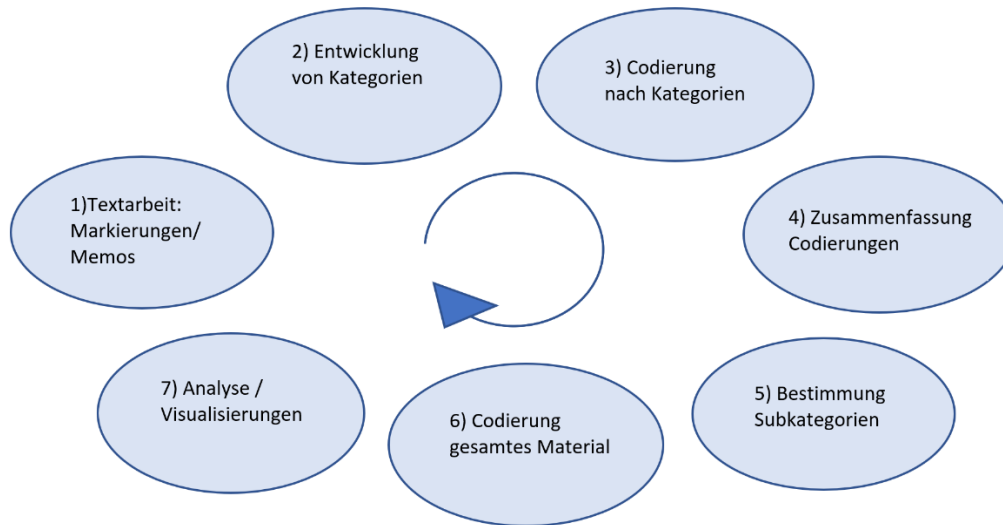 1)Textarbeit:
Markierungen/
Memos
2) Entwicklung
von Kategorien
3) Codierung
nach Kategorien
4) Zusammenfassung
Codierungen
5) Bestimmung
Subkategorien
6) Codierung
gesamtes Material
7) Analyse /
Visualisierungen